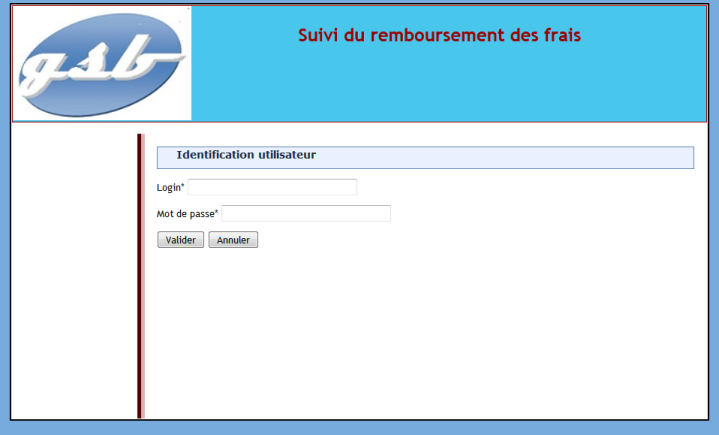 gsb
Suivi du remboursement des frais
Identification utilisateur
Login*
Mot de passe*
Valider Annuler